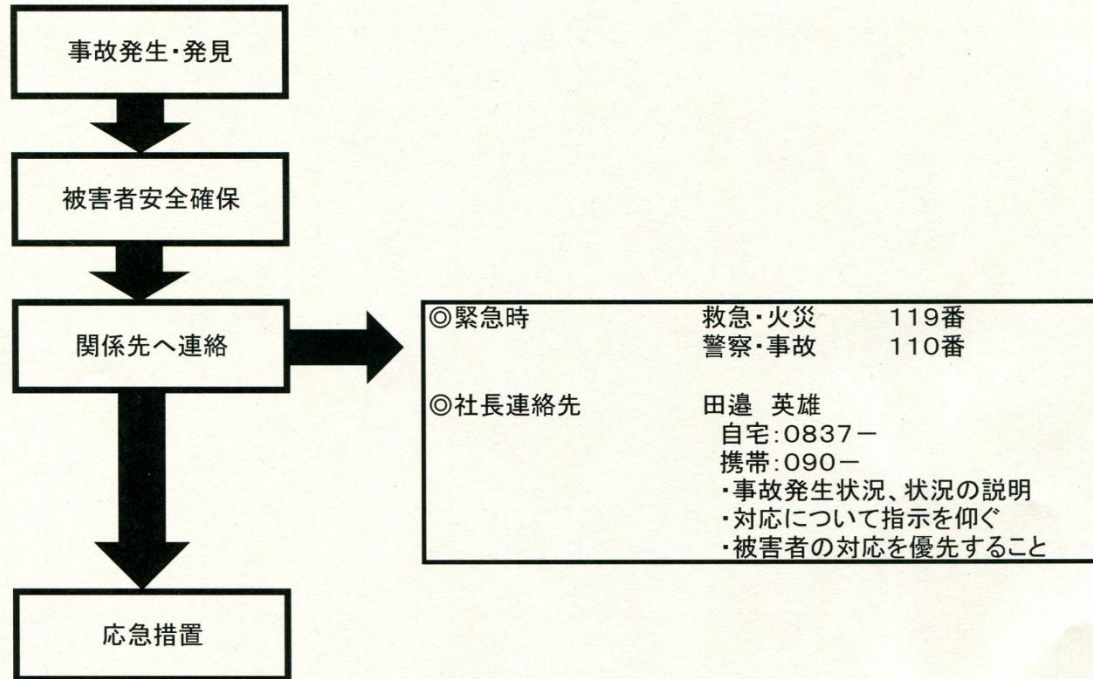 事故発生・発見
被害者安全確保
関係先へ連絡
◎緊急時 救急・火災 119番
警察・事故 110番
◎社長連絡先 田邉 英雄
自宅:0837－
携帯:090－
・事故発生状況、状況の説明
・対応について指示を仰ぐ
・被害者の対応を優先すること
応急措置